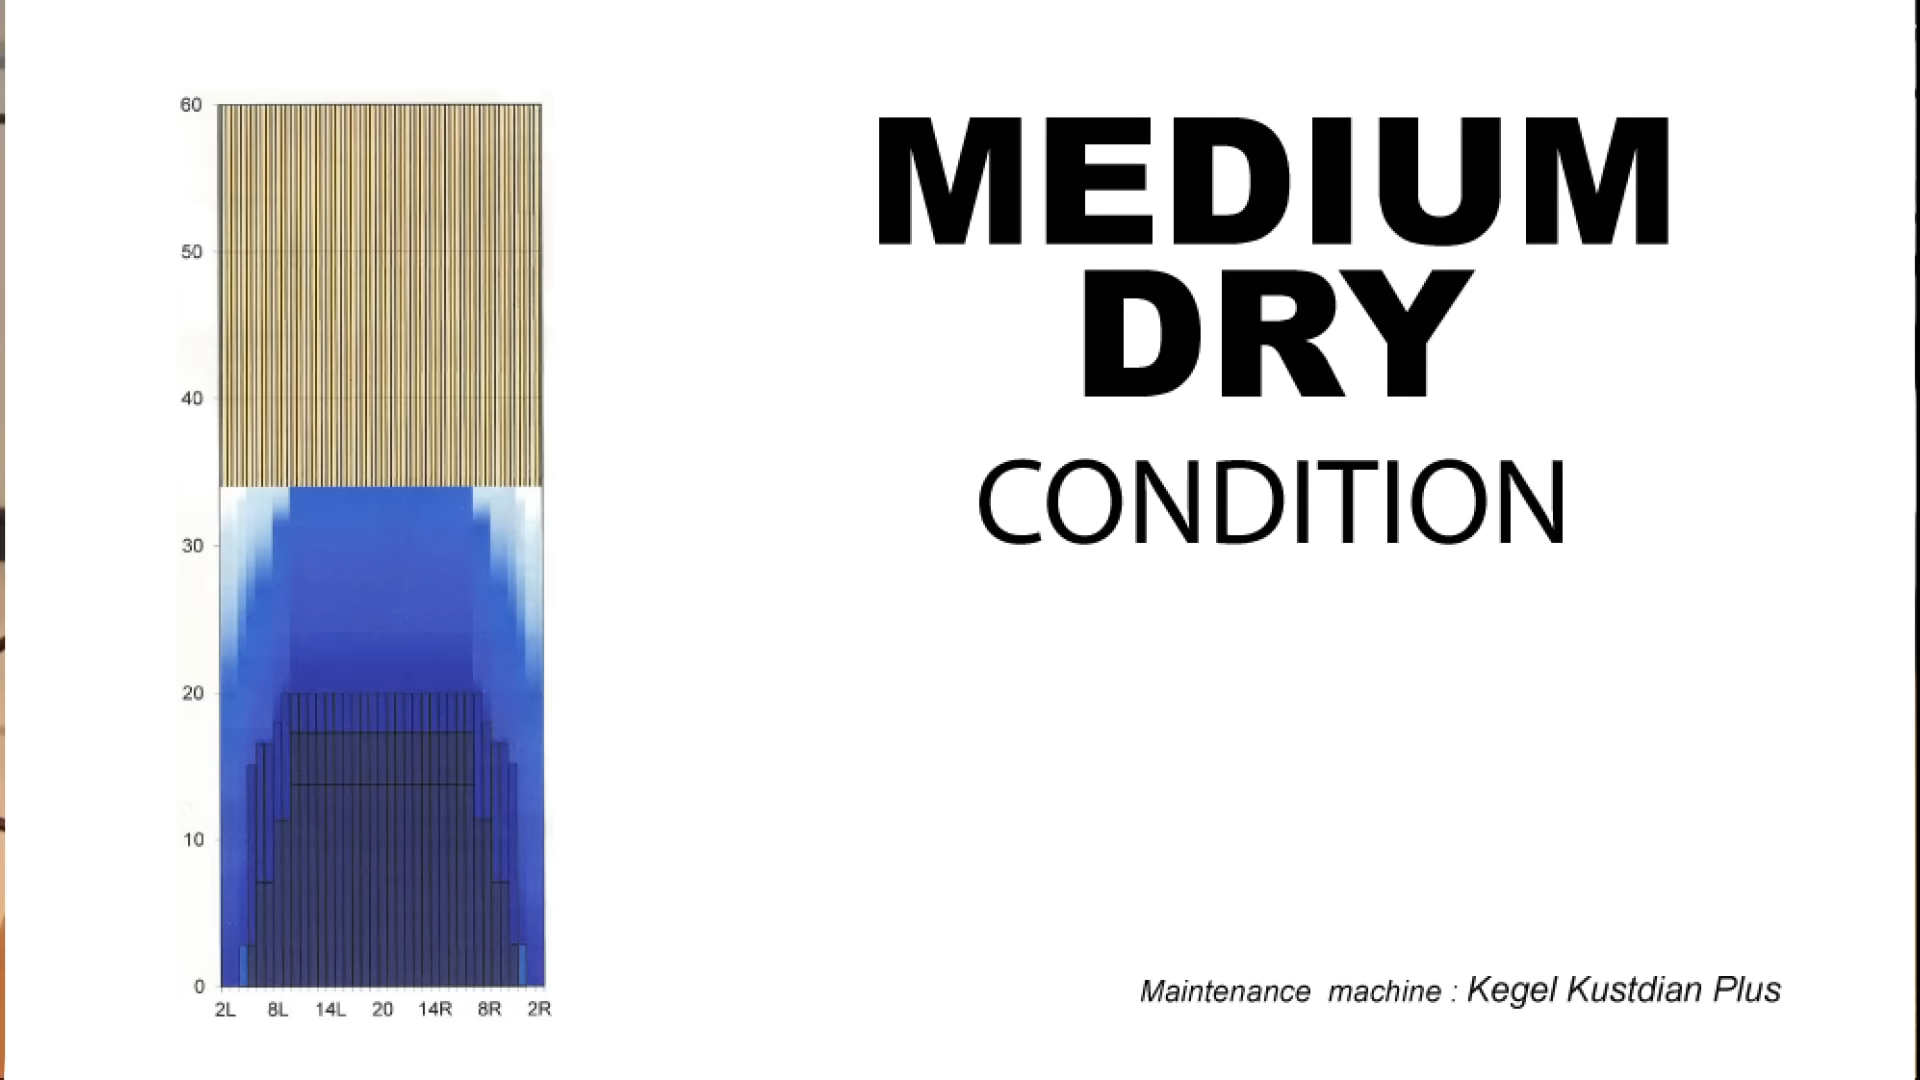 MEDIUM
DRY
CONDITION
60
50
40
30
20
10
0
2L 8L 14L 20 14R 8R 2R
Maintenance machine : Kegel Kustdian Plus